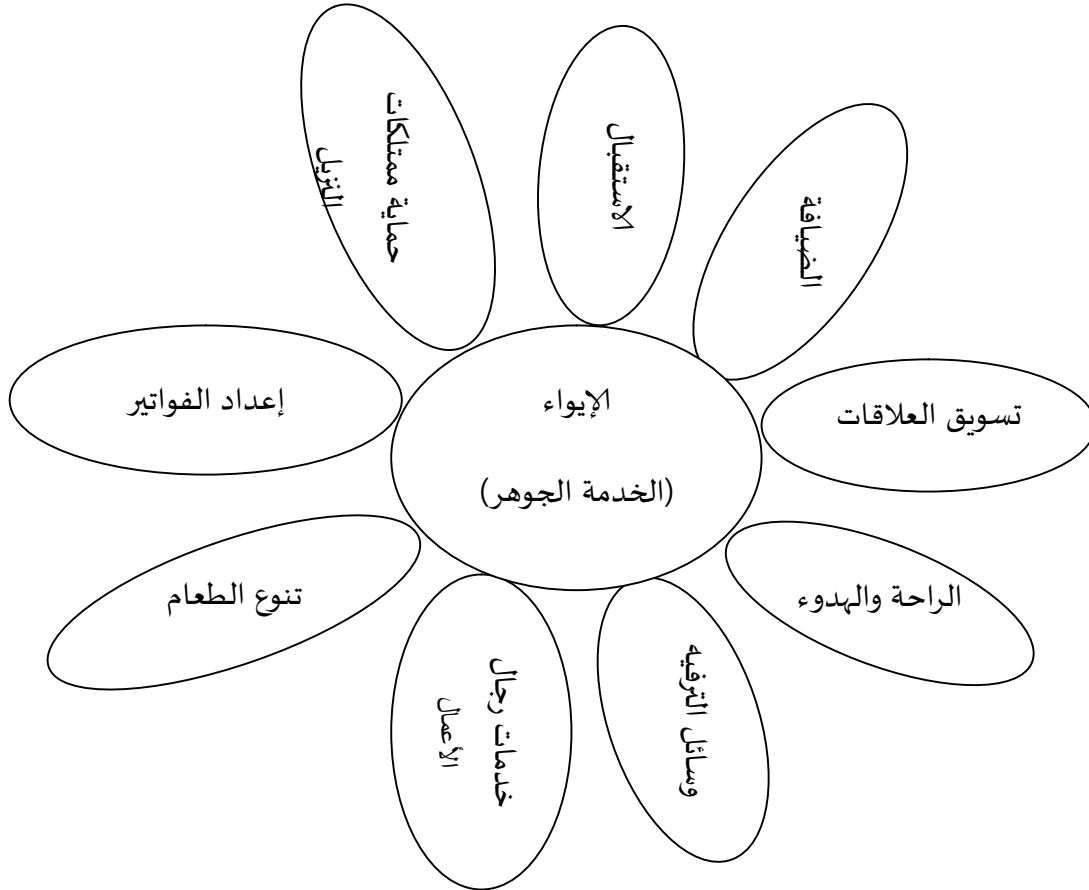 حماية ممتلكات
النزيل
الاستقبال
الضيافة
تسويق العلاقات
الراحة والهدوء
وسائل الترفيه
خدمات رجال
الأعمال
تنوع الطعام
إعداد الفواتير
الإيواء
(الخدمة الجوهر)